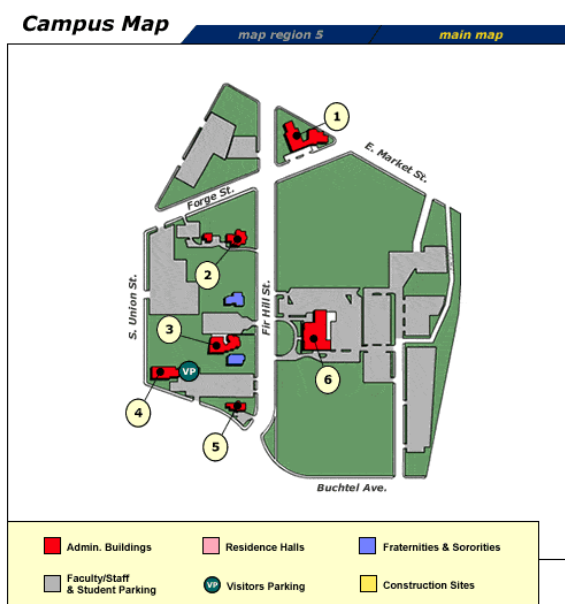 Campus Map
map region 5
main map
1
E. Market St.
Forge St.
2
S. Union St.
Fir Hill St.
3
VP
6
4
5
Buchtel Ave.
Admin. Buildings
Residence Halls
Fraternities & Sororities
Faculty/Staff
& Student Parking
VP
Visitors Parking
Construction Sites